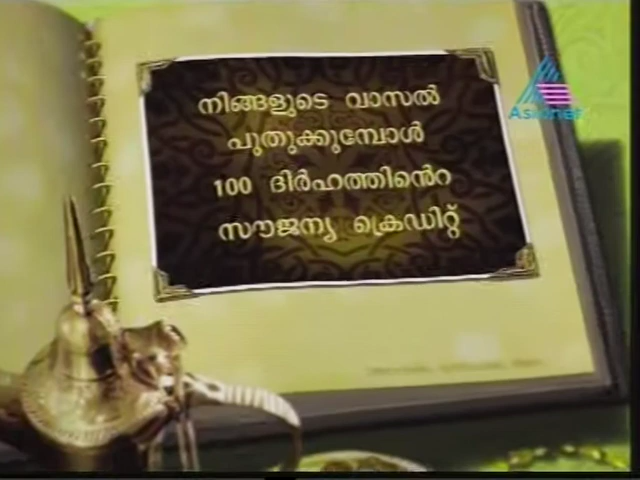 നിങ്ങളുടെ വാസൽ
പുതുക്കുമ്പോൾ
100 ദിർഹത്തിൻെറ
സൗജന്യ ക്രെഡിറ്റ്
Asianet